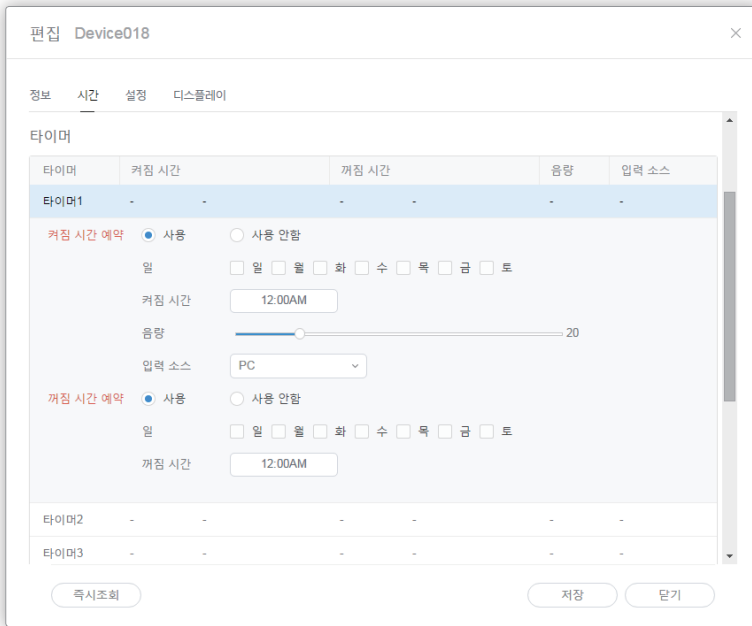 편집 Device018
정보 시간 설정 디스플레이
타이머
타이머 켜짐 시간 꺼짐 시간 음량 입력 소스
타이머1 - - - - - -
켜짐 시간 예약 사용 사용 안함
일 일 월 화 수 목 금 토
켜짐 시간 12:00AM
음량 20
입력 소스 PC
꺼짐 시간 예약 사용 사용 안함
일 일 월 화 수 목 금 토
꺼짐 시간 12:00AM
타이머2 - - - - - -
타이머3 - - - - - -
즉시조회 저장 닫기